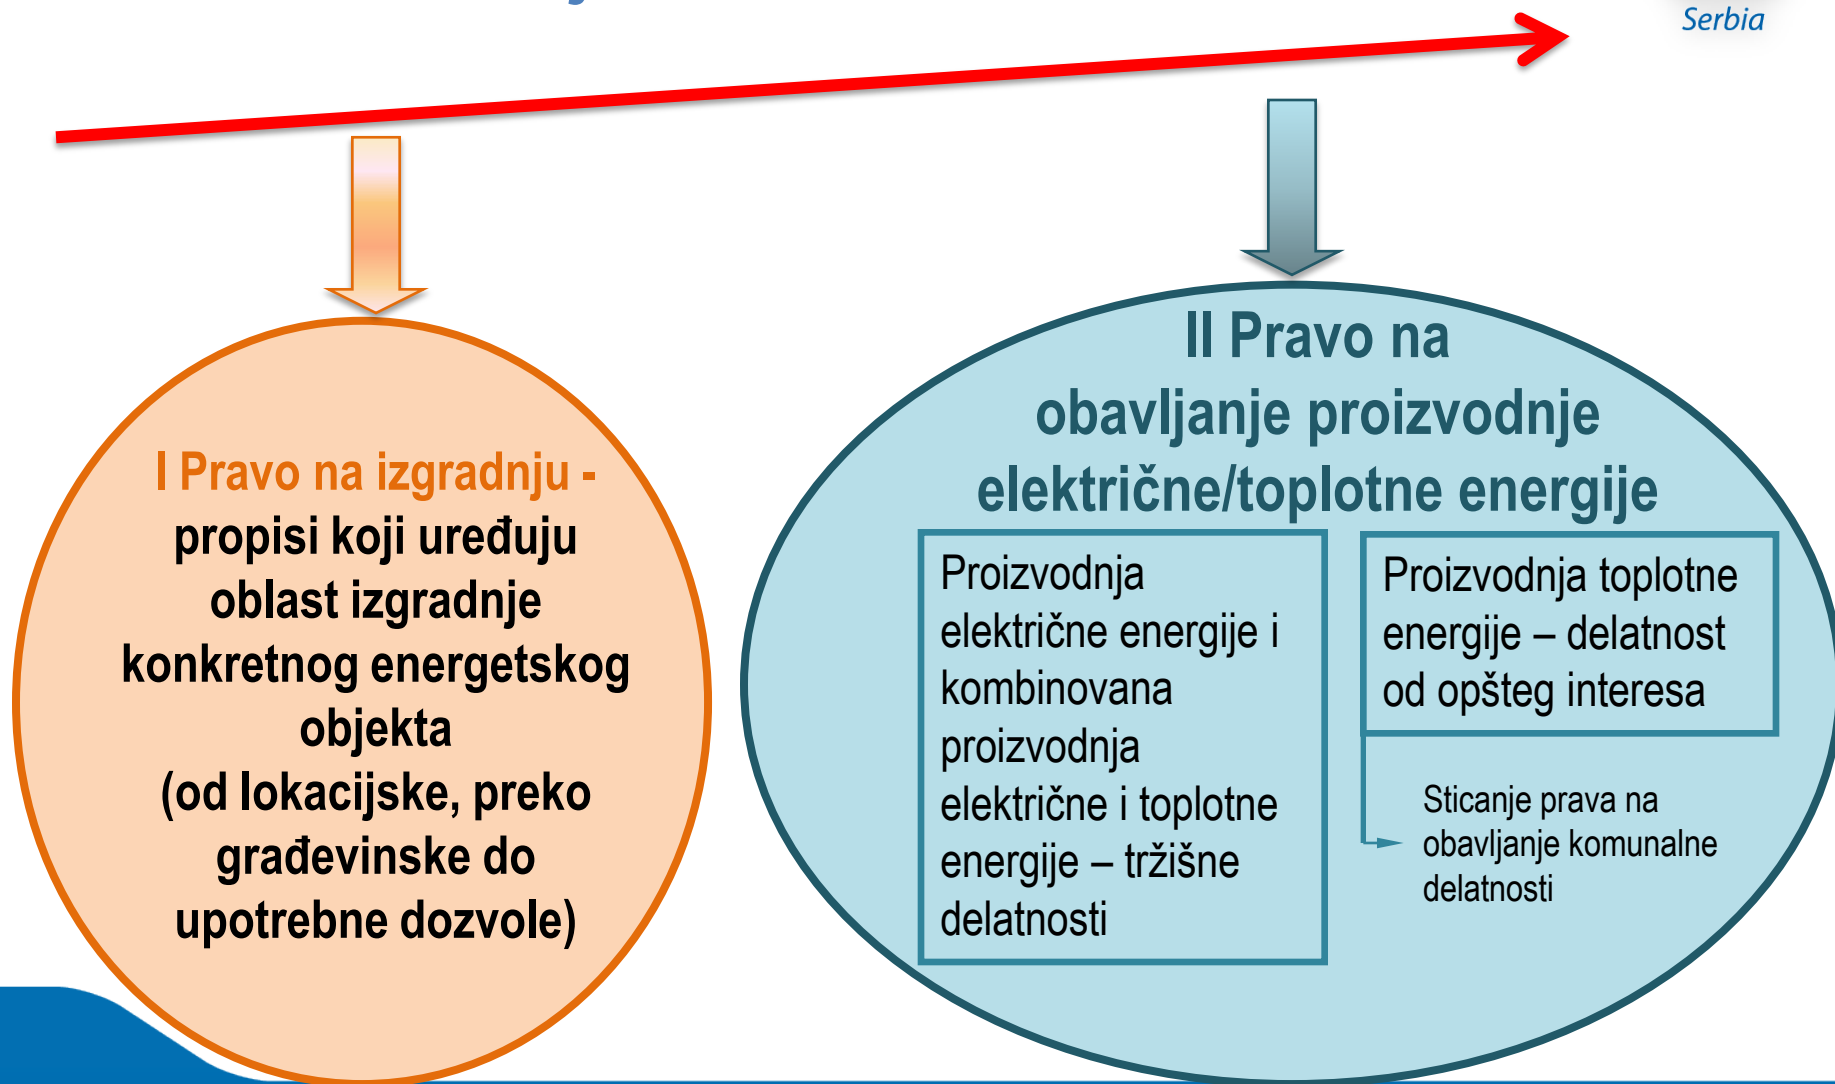 Serbia
I Pravo na izgradnju -
propisi koji uređuju
oblast izgradnje
konkretnog energetskog
objekta
(od lokacijske, preko
građevinske do
upotrebne dozvole)
II Pravo na
obavljanje proizvodnje
električne/toplotne energije
Proizvodnja
električne energije i
kombinovana
proizvodnja
električne i toplotne
energije – tržišne
delatnosti
Proizvodnja toplotne
energije – delatnost
od opšteg interesa
Sticanje prava na
obavljanje komunalne
delatnosti